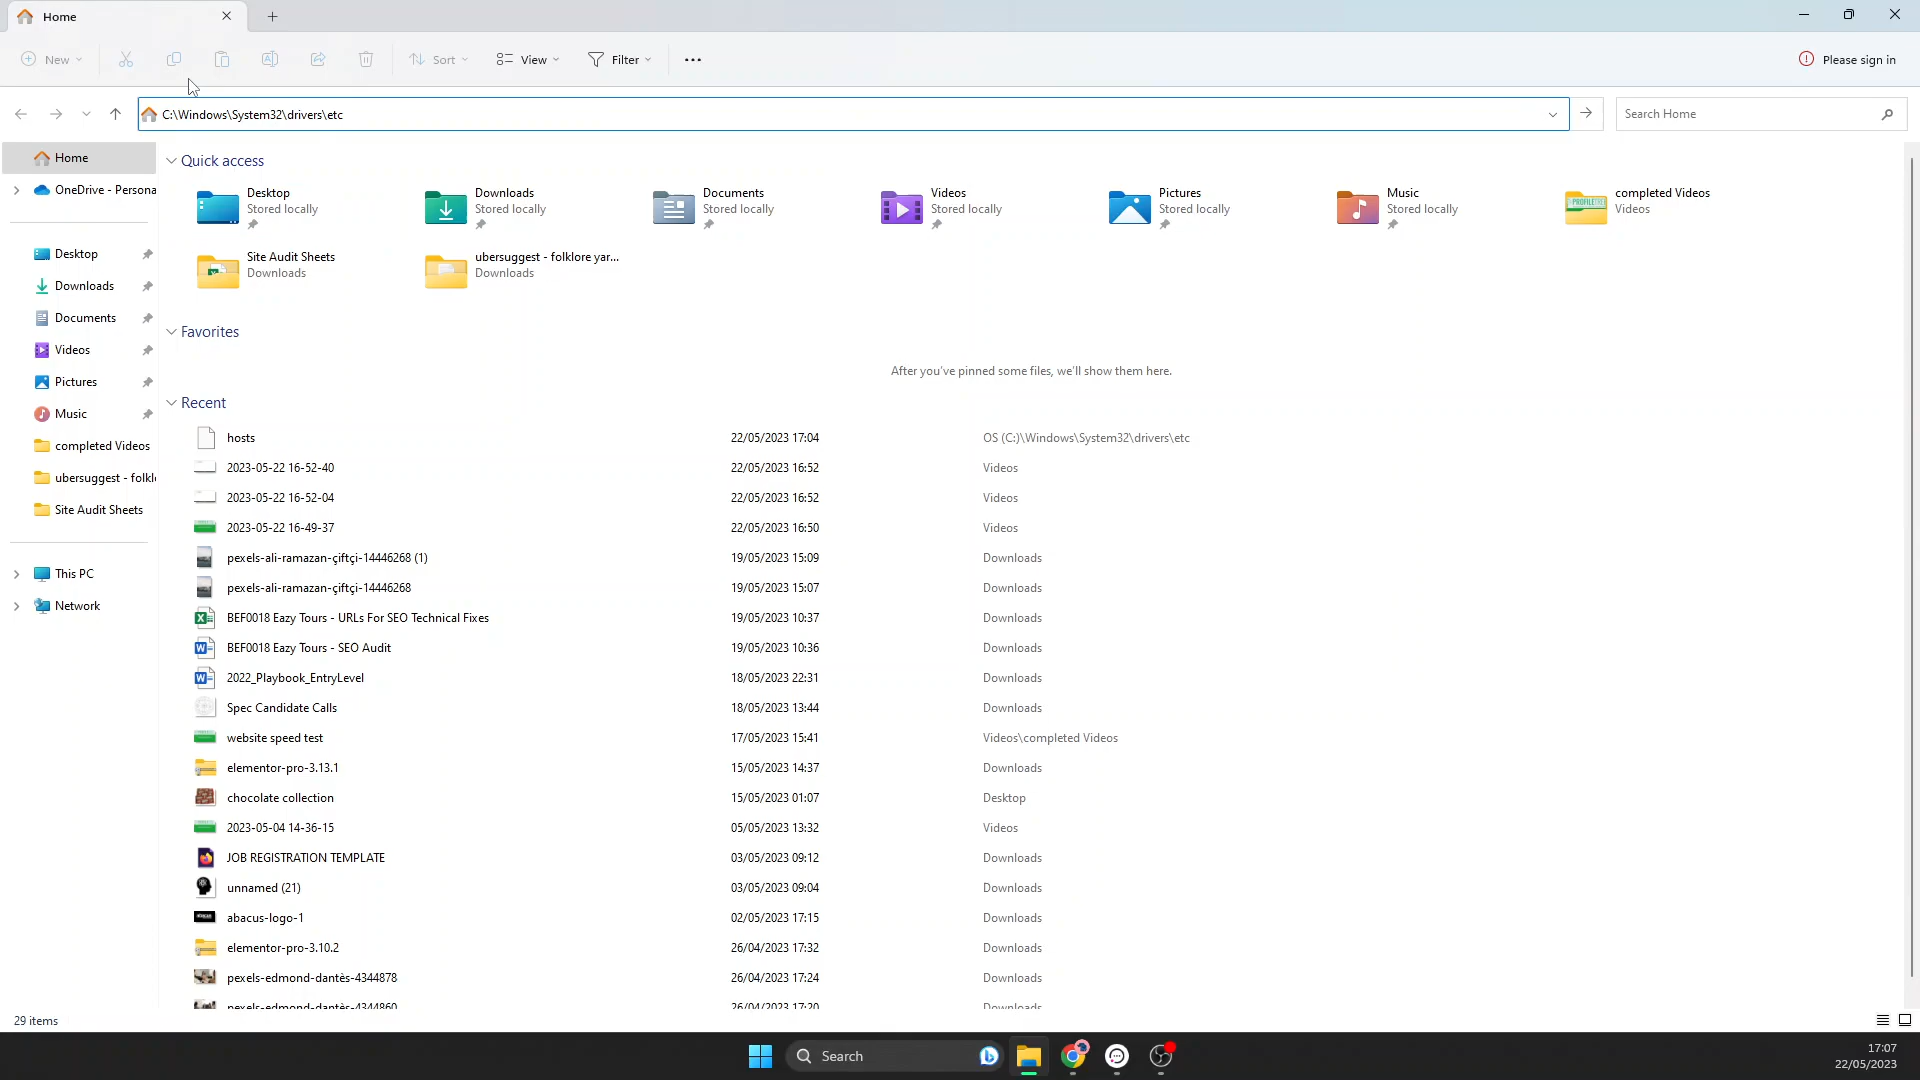 Home
New
Sort
View
Filter
Please sign in
C:\Windows\System32\drivers\etc
Search Home
Home
OneDrive - Persona
Desktop
Downloads
Documents
Videos
Pictures
Music
completed Videos
ubersuggest - folkl
Site Audit Sheets
This PC
Network
Quick access
Desktop
Stored locally
Downloads
Stored locally
Documents
Stored locally
Videos
Stored locally
Pictures
Stored locally
Music
Stored locally
completed Videos
Videos
Site Audit Sheets
Downloads
ubersuggest - folklore yar...
Downloads
Favorites
After you've pinned some files, we'll show them here.
Recent
hosts 22/05/2023 17:04 OS (C:)\Windows\System32\drivers\etc
2023-05-22 16-52-40 22/05/2023 16:52 Videos
2023-05-22 16-52-04 22/05/2023 16:52 Videos
2023-05-22 16-49-37 22/05/2023 16:50 Videos
pexels-ali-ramazan-çiftçi-14446268 (1) 19/05/2023 15:09 Downloads
pexels-ali-ramazan-çiftçi-14446268 19/05/2023 15:07 Downloads
BEF0018 Eazy Tours - URLs For SEO Technical Fixes 19/05/2023 10:37 Downloads
BEF0018 Eazy Tours - SEO Audit 19/05/2023 10:36 Downloads
2022_Playbook_EntryLevel 18/05/2023 22:31 Downloads
Spec Candidate Calls 18/05/2023 13:44 Downloads
website speed test 17/05/2023 15:41 Videos\completed Videos
elementor-pro-3.13.1 15/05/2023 14:37 Downloads
chocolate collection 15/05/2023 01:07 Desktop
2023-05-04 14-36-15 05/05/2023 13:32 Videos
JOB REGISTRATION TEMPLATE 03/05/2023 09:12 Downloads
unnamed (21) 03/05/2023 09:04 Downloads
abacus-logo-1 02/05/2023 17:15 Downloads
elementor-pro-3.10.2 26/04/2023 17:32 Downloads
pexels-edmond-dantès-4344878 26/04/2023 17:24 Downloads
pexels-edmond-dantès-4344860 26/04/2023 17:20 Downloads
29 items
Search
17:07
22/05/2023